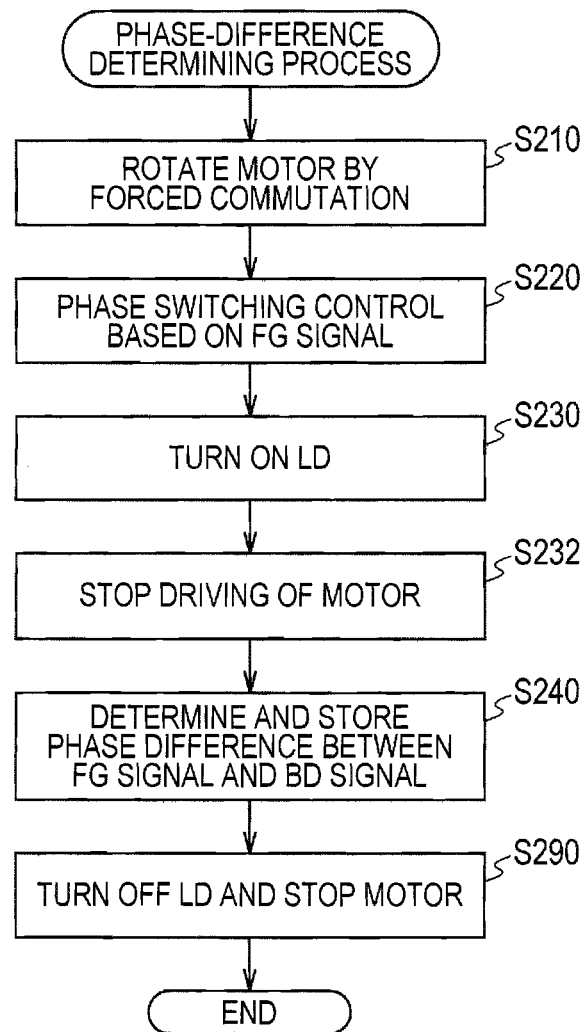 PHASE-DIFFERENCE
DETERMINING PROCESS
S210
ROTATE MOTOR BY
FORCED COMMUTATION
S220
PHASE SWITCHING CONTROL
BASED ON FG SIGNAL
S230
TURN ON LD
S232
STOP DRIVING OF MOTOR
S240
DETERMINE AND STORE
PHASE DIFFERENCE BETWEEN
FG SIGNAL AND BD SIGNAL
S290
TURN OFF LD AND STOP MOTOR
END